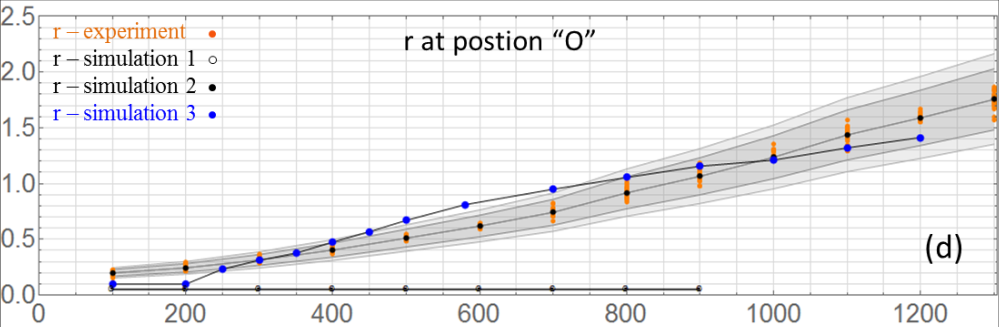 2.5
r at postion “O”
r – experiment
r – simulation 1
r – simulation 2
r – simulation 3
2.0
1.5
1.0
0.5
0.0
(d)
0 200 400 600 800 1000 1200